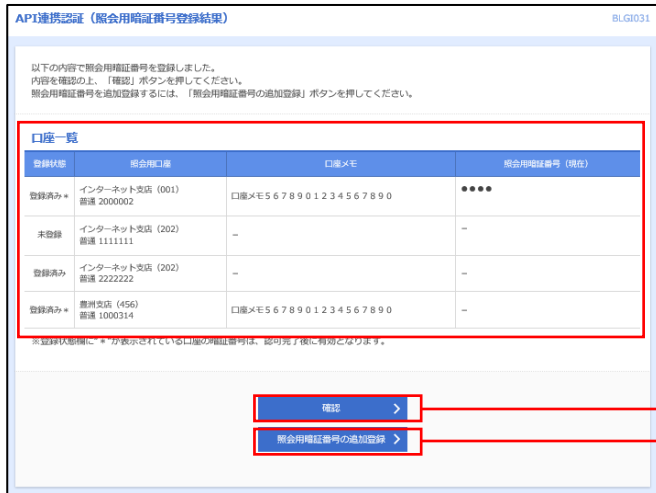 API連携認証（照会用暗証番号登録結果）
BLGI031
以下の内容で照会用暗証番号を登録しました。
内容を確認の上、「確認」ボタンを押してください。
照会用暗証番号を追加登録するには、「照会用暗証番号の追加登録」ボタンを押してください。
口座一覧
登録状態 照会用口座 口座メモ 照会用暗証番号（現在）
登録済み* インターネット支店（001） 口座メモ５６７８９０１２３４５６７８９０ ●●●●
普通 2000002
未登録 インターネット支店（202） － －
普通 1111111
登録済み インターネット支店（202） － －
普通 2222222
登録済み* 豊洲支店（456） 口座メモ５６７８９０１２３４５６７８９０ －
普通 1000314
※登録状態欄に"*"が表示されている口座の暗証番号は、認可完了後に有効となります。
確認
照会用暗証番号の追加登録